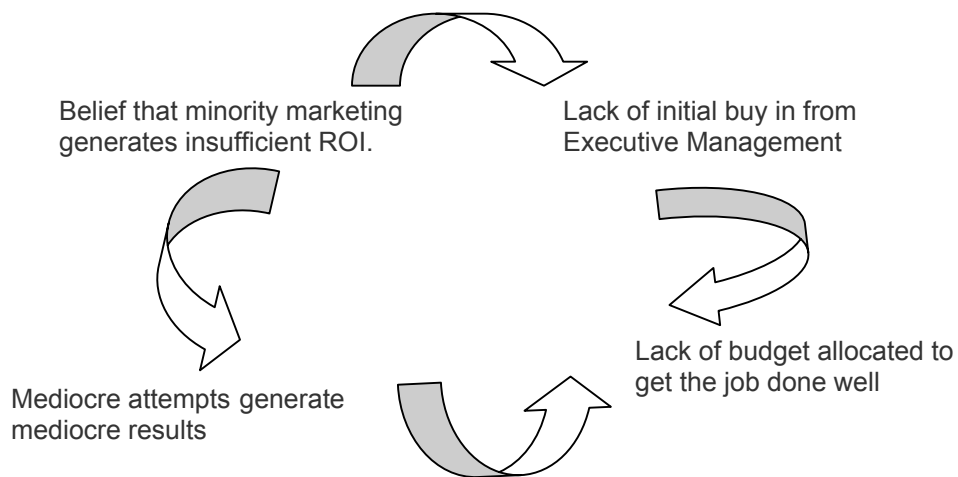 Belief that minority marketing
generates insufficient ROI.
Lack of initial buy in from
Executive Management
Lack of budget allocated to
get the job done well
Mediocre attempts generate
mediocre results